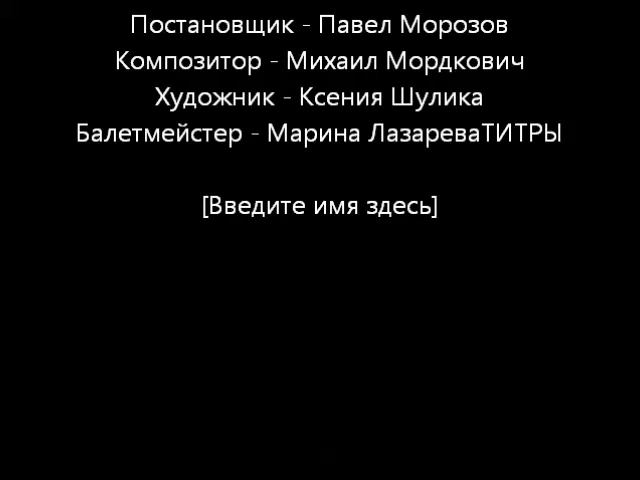 Постановщик - Павел Морозов
Композитор - Михаил Мордкович
Художник - Ксения Шулика
Балетмейстер - Марина ЛазареваТИТРЫ
[Введите имя здесь]